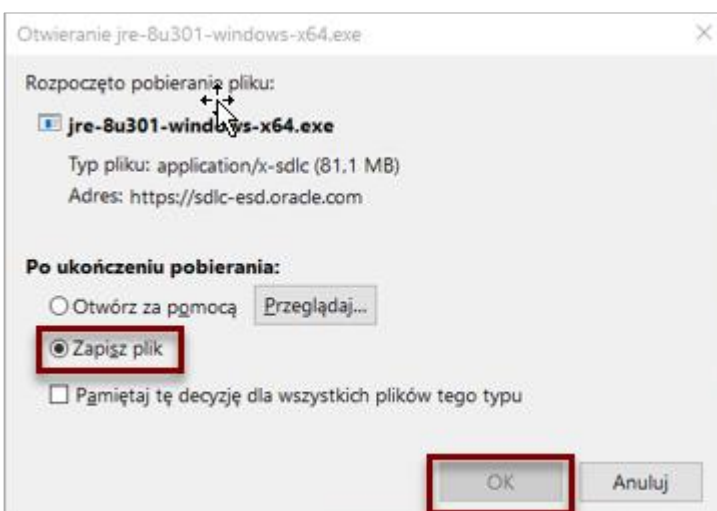 Otwieranie jre-8u301-windows-x64.exe
Rozpoczęto pobieranie pliku:
jre-8u301-windows-x64.exe
Typ pliku: application/x-sdlc (81,1 MB)
Adres: https://sdlc-esd.oracle.com
Po ukończeniu pobierania:
Otwórz za pomocą Przeglądaj...
Zapisz plik
Pamiętaj tę decyzję dla wszystkich plików tego typu
OK Anuluj